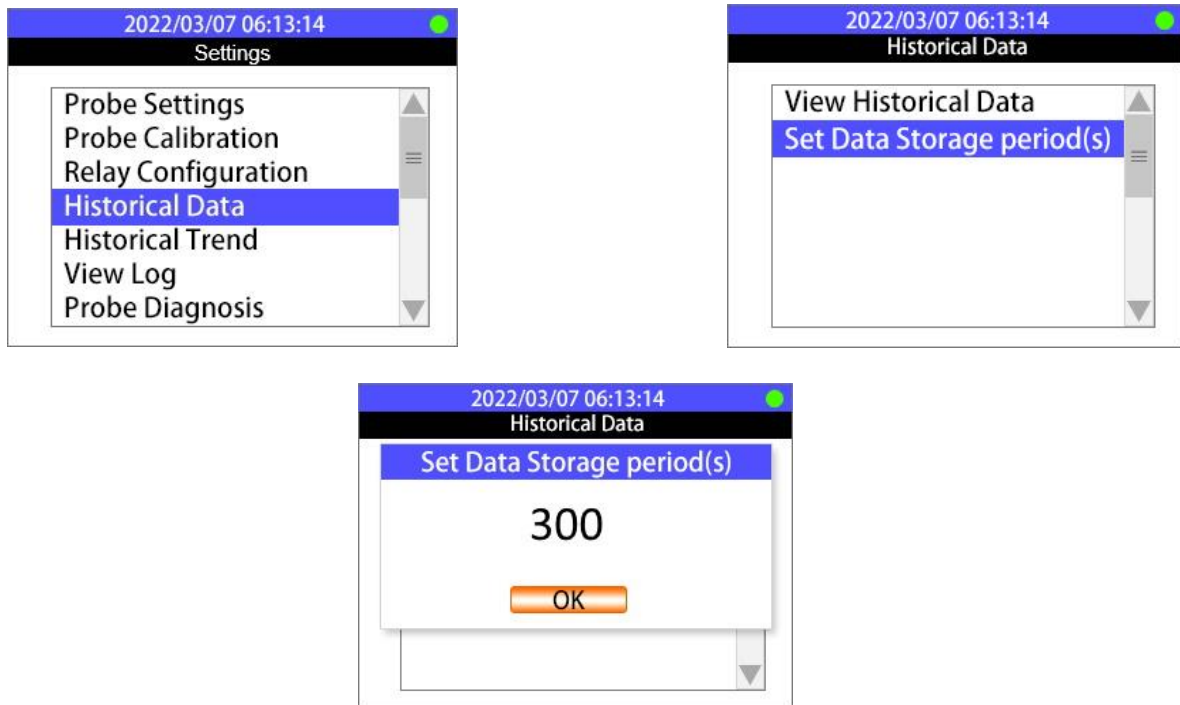 2022/03/07 06:13:14
Settings
Probe Settings
Probe Calibration
Relay Configuration
Historical Data
Historical Trend
View Log
Probe Diagnosis
2022/03/07 06:13:14
Historical Data
View Historical Data
Set Data Storage period(s)
2022/03/07 06:13:14
Historical Data
Set Data Storage period(s)
300
OK